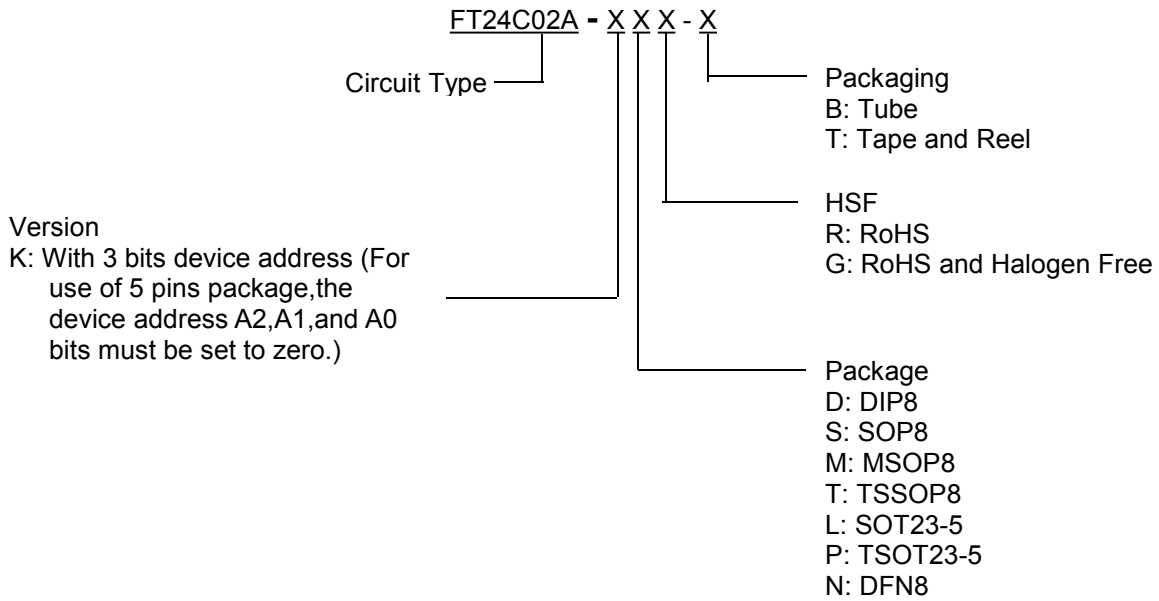 FT24C02A - X X X - X
Circuit Type
Packaging
B: Tube
T: Tape and Reel
HSF
R: RoHS
G: RoHS and Halogen Free
Version
K: With 3 bits device address (For
use of 5 pins package,the
device address A2,A1,and A0
bits must be set to zero.)
Package
D: DIP8
S: SOP8
M: MSOP8
T: TSSOP8
L: SOT23-5
P: TSOT23-5
N: DFN8